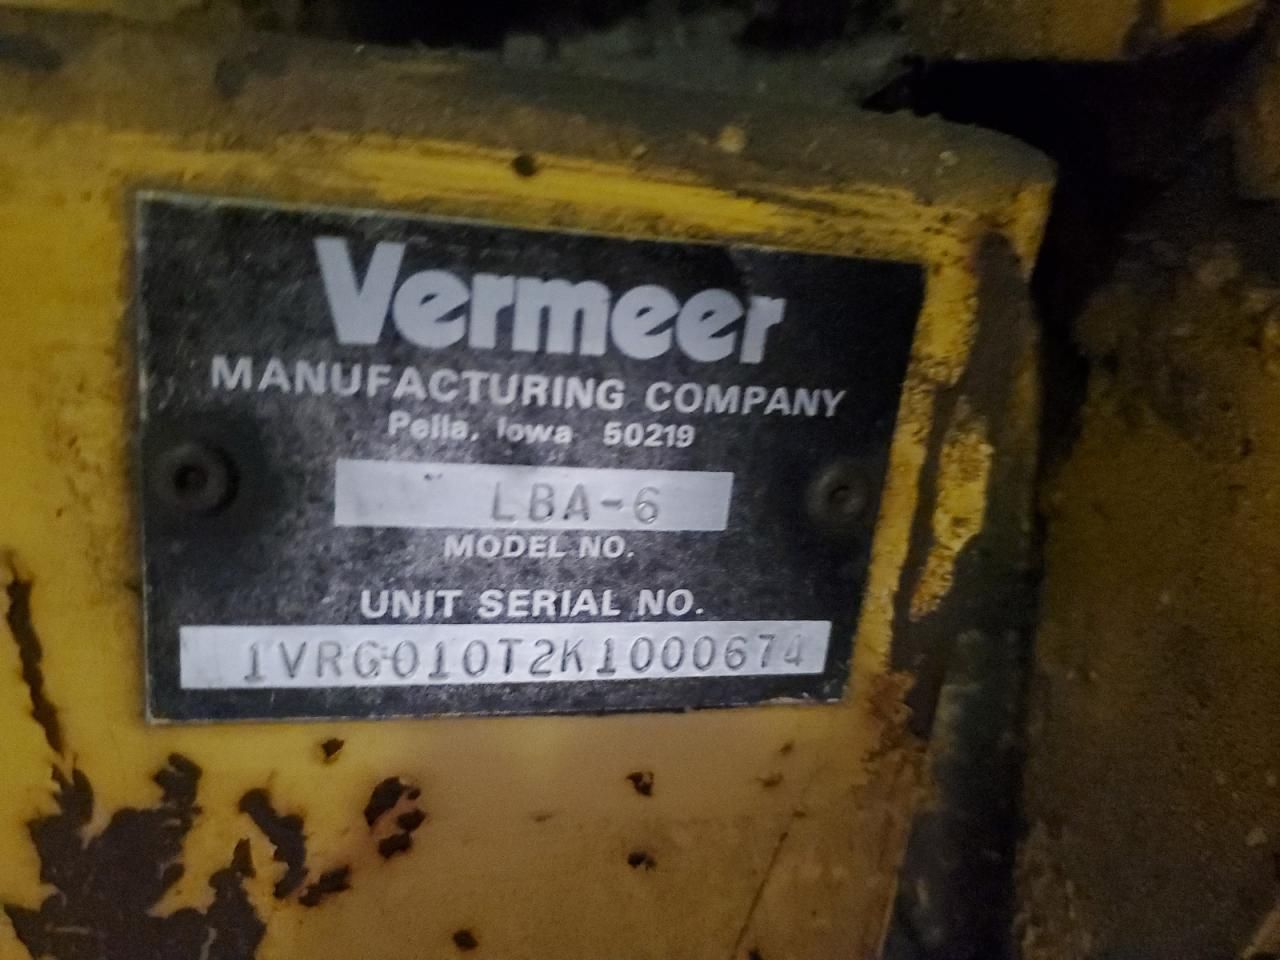 Vermeer
MANUFACTURING COMPANY
Pella, Iowa 50219
LBA-6
MODEL NO.
UNIT SERIAL NO.
1VRG010T2K1000674